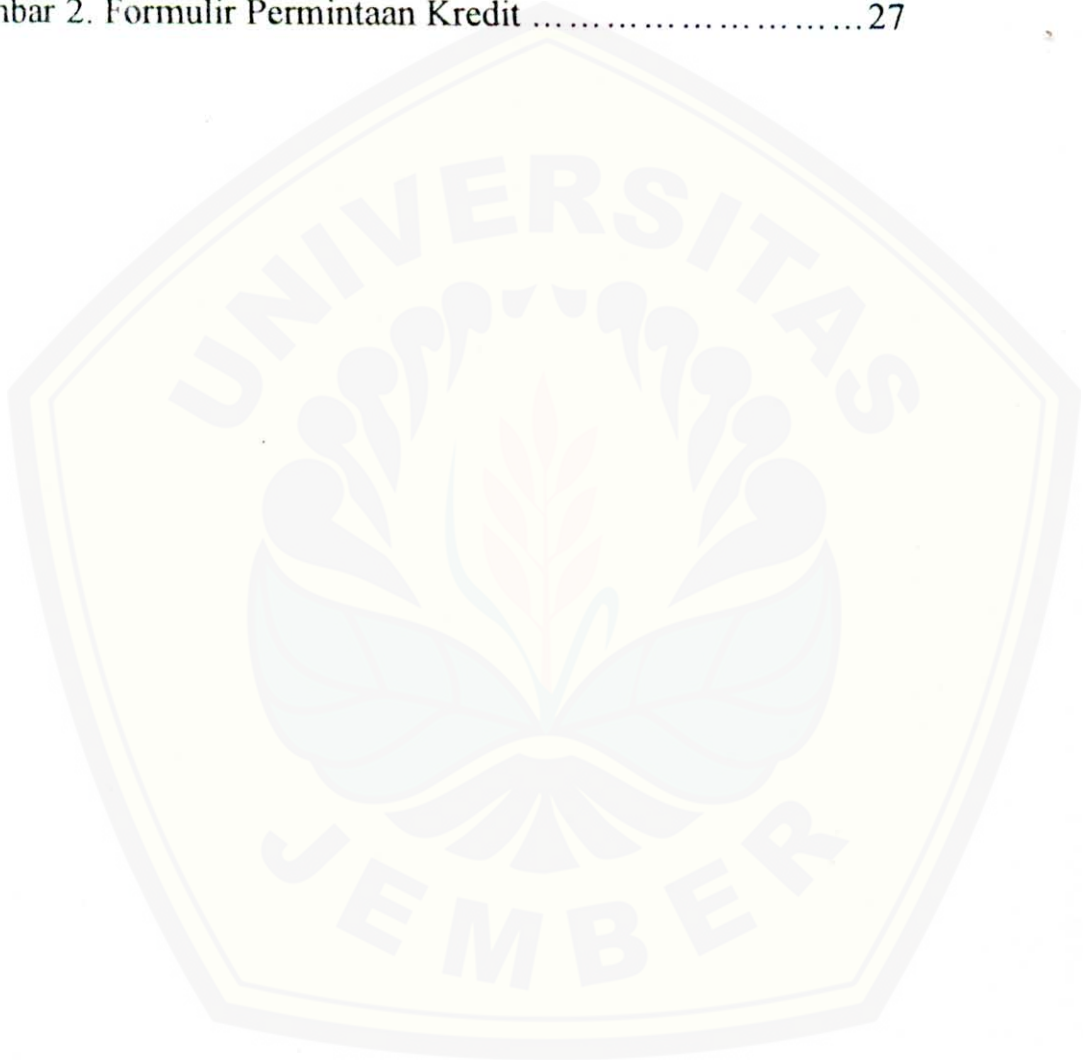 nbar 2. Formulir Permintaan Kredit ……………………………27
UNIVERSITAS
JEMBER